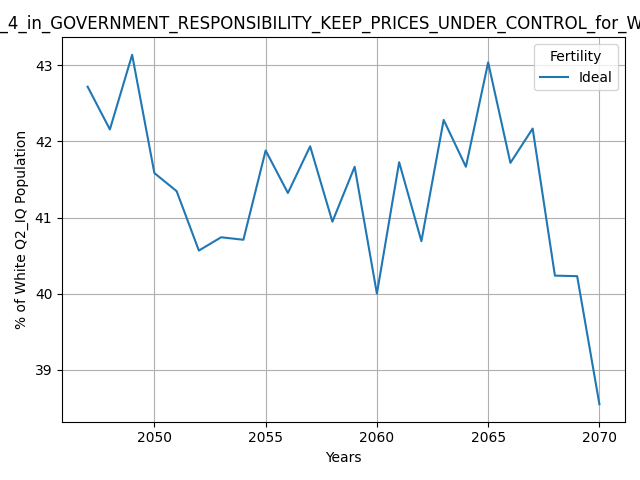 _4_in_GOVERNMENT_RESPONSIBILITY_KEEP_PRICES_UNDER_CONTROL_for_W
Fertility
Ideal
% of White Q2_IQ Population
43
42
41
40
39
2050 2055 2060 2065 2070
Years